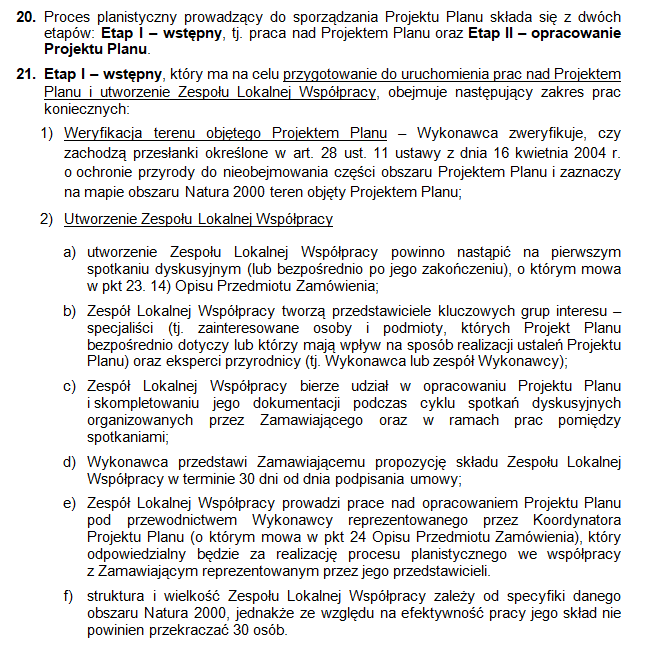 20. Proces planistyczny prowadzący do sporządzania Projektu Planu składa się z dwóch
etapów: Etap I – wstępny, tj. praca nad Projektem Planu oraz Etap II – opracowanie
Projektu Planu.
21. Etap I – wstępny, który ma na celu przygotowanie do uruchomienia prac nad Projektem
Planu i utworzenie Zespołu Lokalnej Współpracy, obejmuje następujący zakres prac
koniecznych:
1) Weryfikacja terenu objętego Projektem Planu – Wykonawca zweryfikuje, czy
zachodzą przesłanki określone w art. 28 ust. 11 ustawy z dnia 16 kwietnia 2004 r.
o ochronie przyrody do nieobejmowania części obszaru Projektem Planu i zaznaczy
na mapie obszaru Natura 2000 teren objęty Projektem Planu;
2) Utworzenie Zespołu Lokalnej Współpracy
a) utworzenie Zespołu Lokalnej Współpracy powinno nastąpić na pierwszym
spotkaniu dyskusyjnym (lub bezpośrednio po jego zakończeniu), o którym mowa
w pkt 23. 14) Opisu Przedmiotu Zamówienia;
b) Zespół Lokalnej Współpracy tworzą przedstawiciele kluczowych grup interesu –
specjaliści (tj. zainteresowane osoby i podmioty, których Projekt Planu
bezpośrednio dotyczy lub którzy mają wpływ na sposób realizacji ustaleń Projektu
Planu) oraz eksperci przyrodnicy (tj. Wykonawca lub zespół Wykonawcy);
c) Zespół Lokalnej Współpracy bierze udział w opracowaniu Projektu Planu
i skompletowaniu jego dokumentacji podczas cyklu spotkań dyskusyjnych
organizowanych przez Zamawiającego oraz w ramach prac pomiędzy
spotkaniami;
d) Wykonawca przedstawi Zamawiającemu propozycję składu Zespołu Lokalnej
Współpracy w terminie 30 dni od dnia podpisania umowy;
e) Zespół Lokalnej Współpracy prowadzi prace nad opracowaniem Projektu Planu
pod przewodnictwem Wykonawcy reprezentowanego przez Koordynatora
Projektu Planu (o którym mowa w pkt 24 Opisu Przedmiotu Zamówienia), który
odpowiedzialny będzie za realizację procesu planistycznego we współpracy
z Zamawiającym reprezentowanym przez jego przedstawicieli.
f) struktura i wielkość Zespołu Lokalnej Współpracy zależy od specyfiki danego
obszaru Natura 2000, jednakże ze względu na efektywność pracy jego skład nie
powinien przekraczać 30 osób.